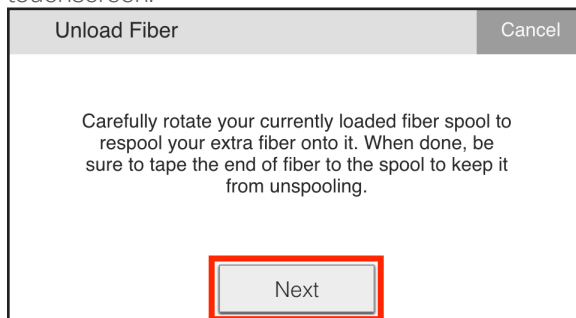 Unload Fiber
Cancel
Carefully rotate your currently loaded fiber spool to
respool your extra fiber onto it. When done, be
sure to tape the end of fiber to the spool to keep it
from unspooling.
Next